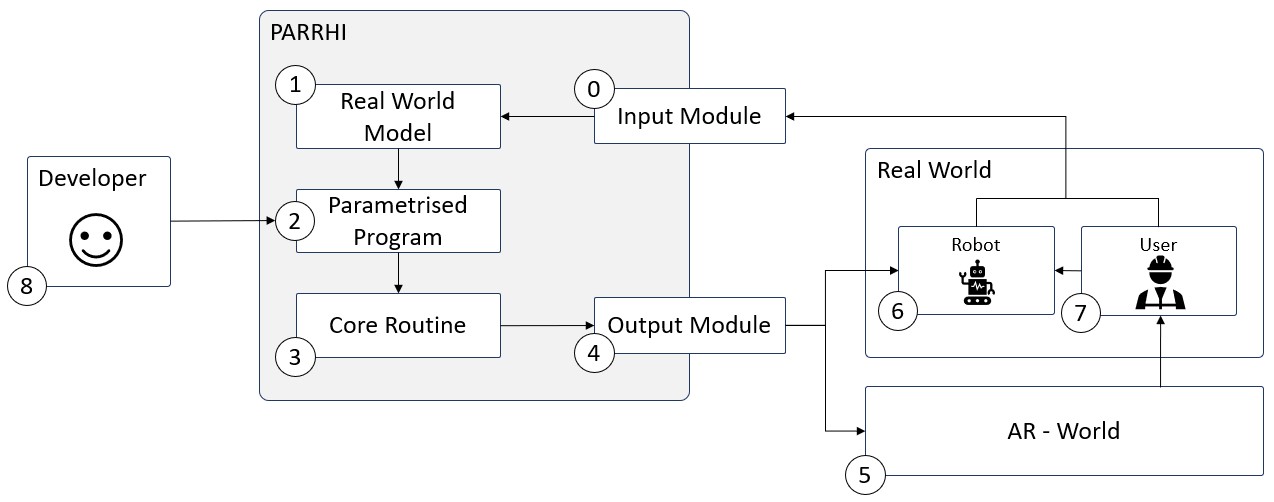 PARRHI
1
Real World
Model
0
Input Module
Developer
8
2
Parametrised
Program
3
Core Routine
4
Output Module
Real World
Robot
6
User
7
AR - World
5